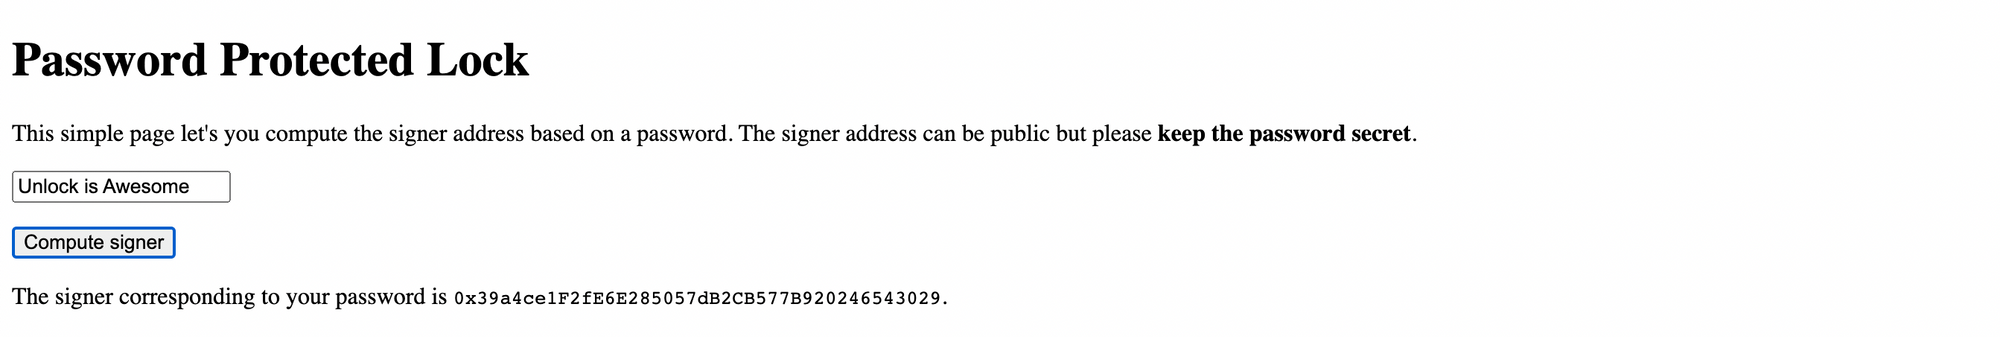 Password Protected Lock
This simple page let's you compute the signer address based on a password. The signer address can be public but please keep the password secret.
Unlock is Awesome
Compute signer
The signer corresponding to your password is 0x39a4ce1F2fE6E285057dB2CB577B920246543029.